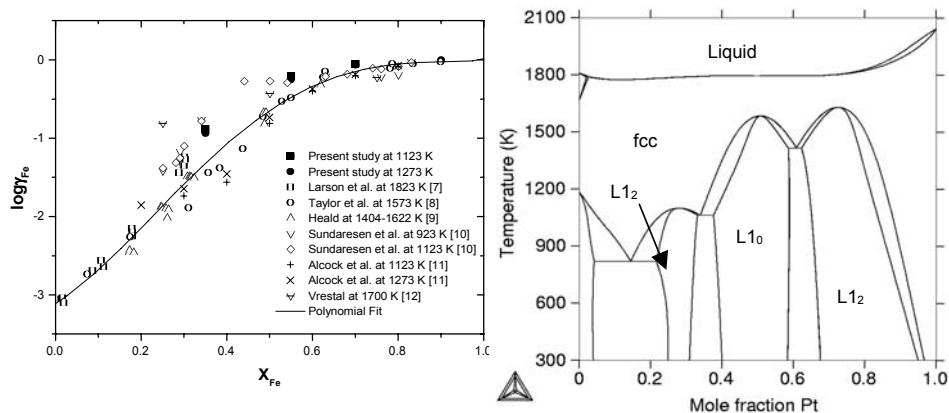 0
-1
-2
-3
logγFe
0.0 0.2 0.4 0.6 0.8 1.0
XFe
Present study at 1123 K
Present study at 1273 K
Larson et al. at 1823 K [7]
Taylor et al. at 1573 K [8]
Heald at 1404-1622 K [9]
Sundaresen et al. at 923 K [10]
Sundaresen et al. at 1123 K [10]
Alcock et al. at 1123 K [11]
Alcock et al. at 1273 K [11]
Vrestal at 1700 K [12]
Polynomial Fit
2100
1800
1500
1200
900
600
300
Temperature (K)
Liquid
fcc
L12
L10
L12
0 0.2 0.4 0.6 0.8 1.0
Mole fraction Pt